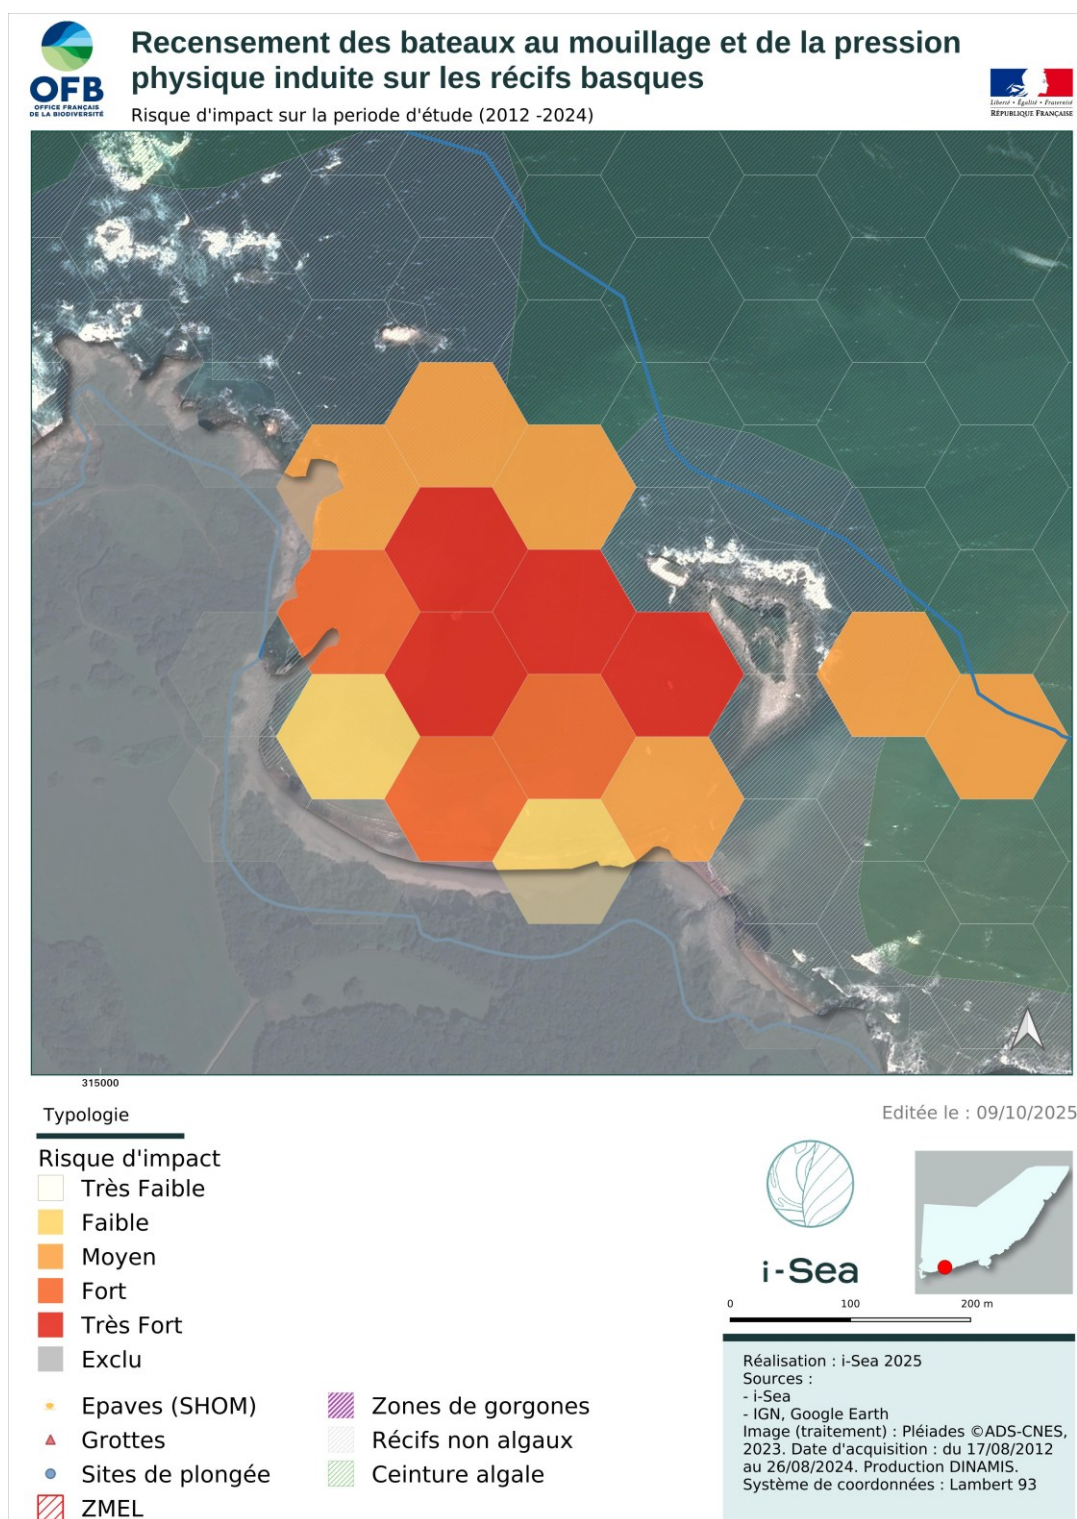 OFB
OFFICE FRANÇAIS
DE LA BIODIVERSITÉ
Recensement des bateaux au mouillage et de la pression
physique induite sur les récifs basques
Risque d'impact sur la periode d'étude (2012 -2024)
Liberté • Égalité • Fraternité
RÉPUBLIQUE FRANÇAISE
315000
Typologie
Editée le : 09/10/2025
Risque d'impact
Très Faible
Faible
Moyen
Fort
Très Fort
Exclu
Epaves (SHOM)
Grottes
Sites de plongée
ZMEL
Zones de gorgones
Récifs non algaux
Ceinture algale
i-Sea
0 100 200 m
Réalisation : i-Sea 2025
Sources :
- i-Sea
- IGN, Google Earth
Image (traitement) : Pléiades ©ADS-CNES,
2023. Date d'acquisition : du 17/08/2012
au 26/08/2024. Production DINAMIS.
Système de coordonnées : Lambert 93